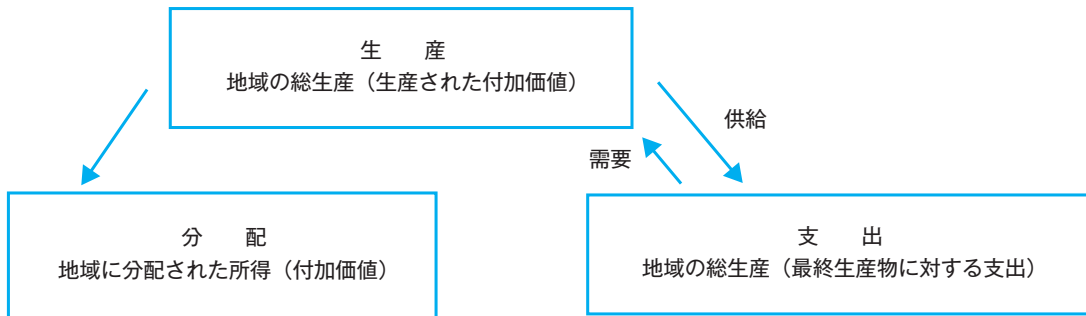 生　　産
地域の総生産（生産された付加価値）
供給
需要
分　　配
地域に分配された所得（付加価値）
支　　出
地域の総生産（最終生産物に対する支出）